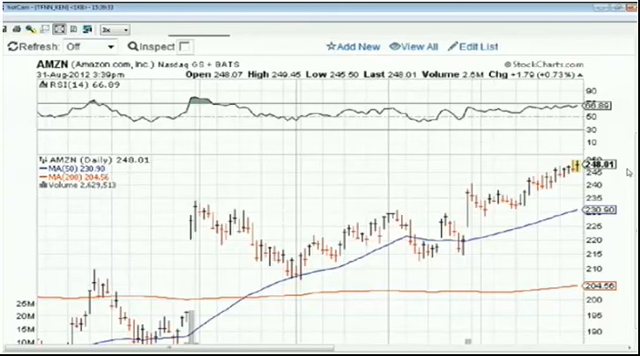 Refresh: Off Inspect Add New View All Edit List
AMZN (Amazon com, Inc.) Nasdaq GS + BATS © StockCharts.com
31-Aug-2012 3:39pm Open 248.07 High 249.45 Low 245.50 Last 248.01 Volume 2.6M Chg +1.79 (+0.73%)
RSI(14) 66.89
90
70
66.89
50
30
10
AMZN (Daily) 248.01
MA(50) 230.90
MA(200) 204.56
Volume 2,629,513
248.01
245
240
235
230.90
225
220
215
210
204.56
200
195
190
25M
20M
15M
10M